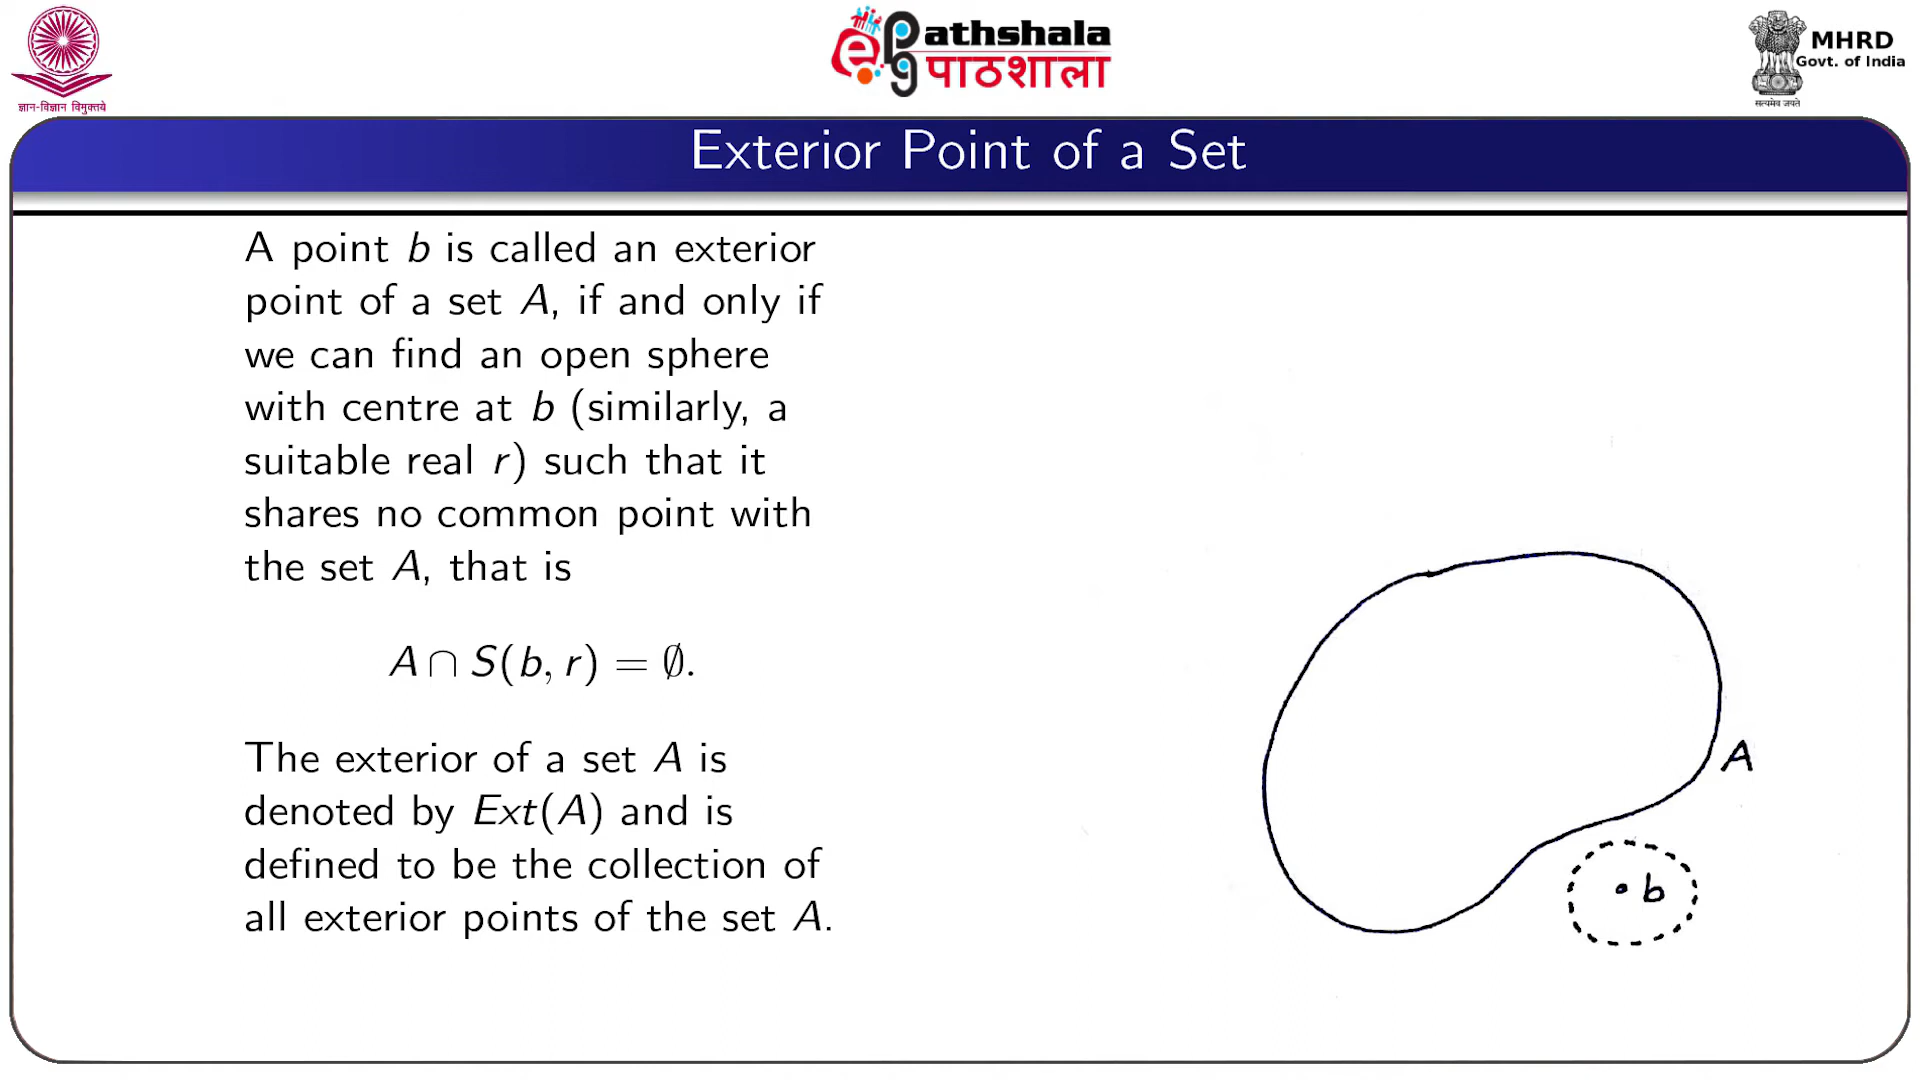 ज्ञान-विज्ञान विमुक्तये
ePathshala
पाठशाला
MHRD
Govt. of India
सत्यमेव जयते
Exterior Point of a Set
A point b is called an exterior
point of a set A, if and only if
we can find an open sphere
with centre at b (similarly, a
suitable real r) such that it
shares no common point with
the set A, that is
A ∩ S(b, r) = ∅.
The exterior of a set A is
denoted by Ext(A) and is
defined to be the collection of
all exterior points of the set A.
A
b